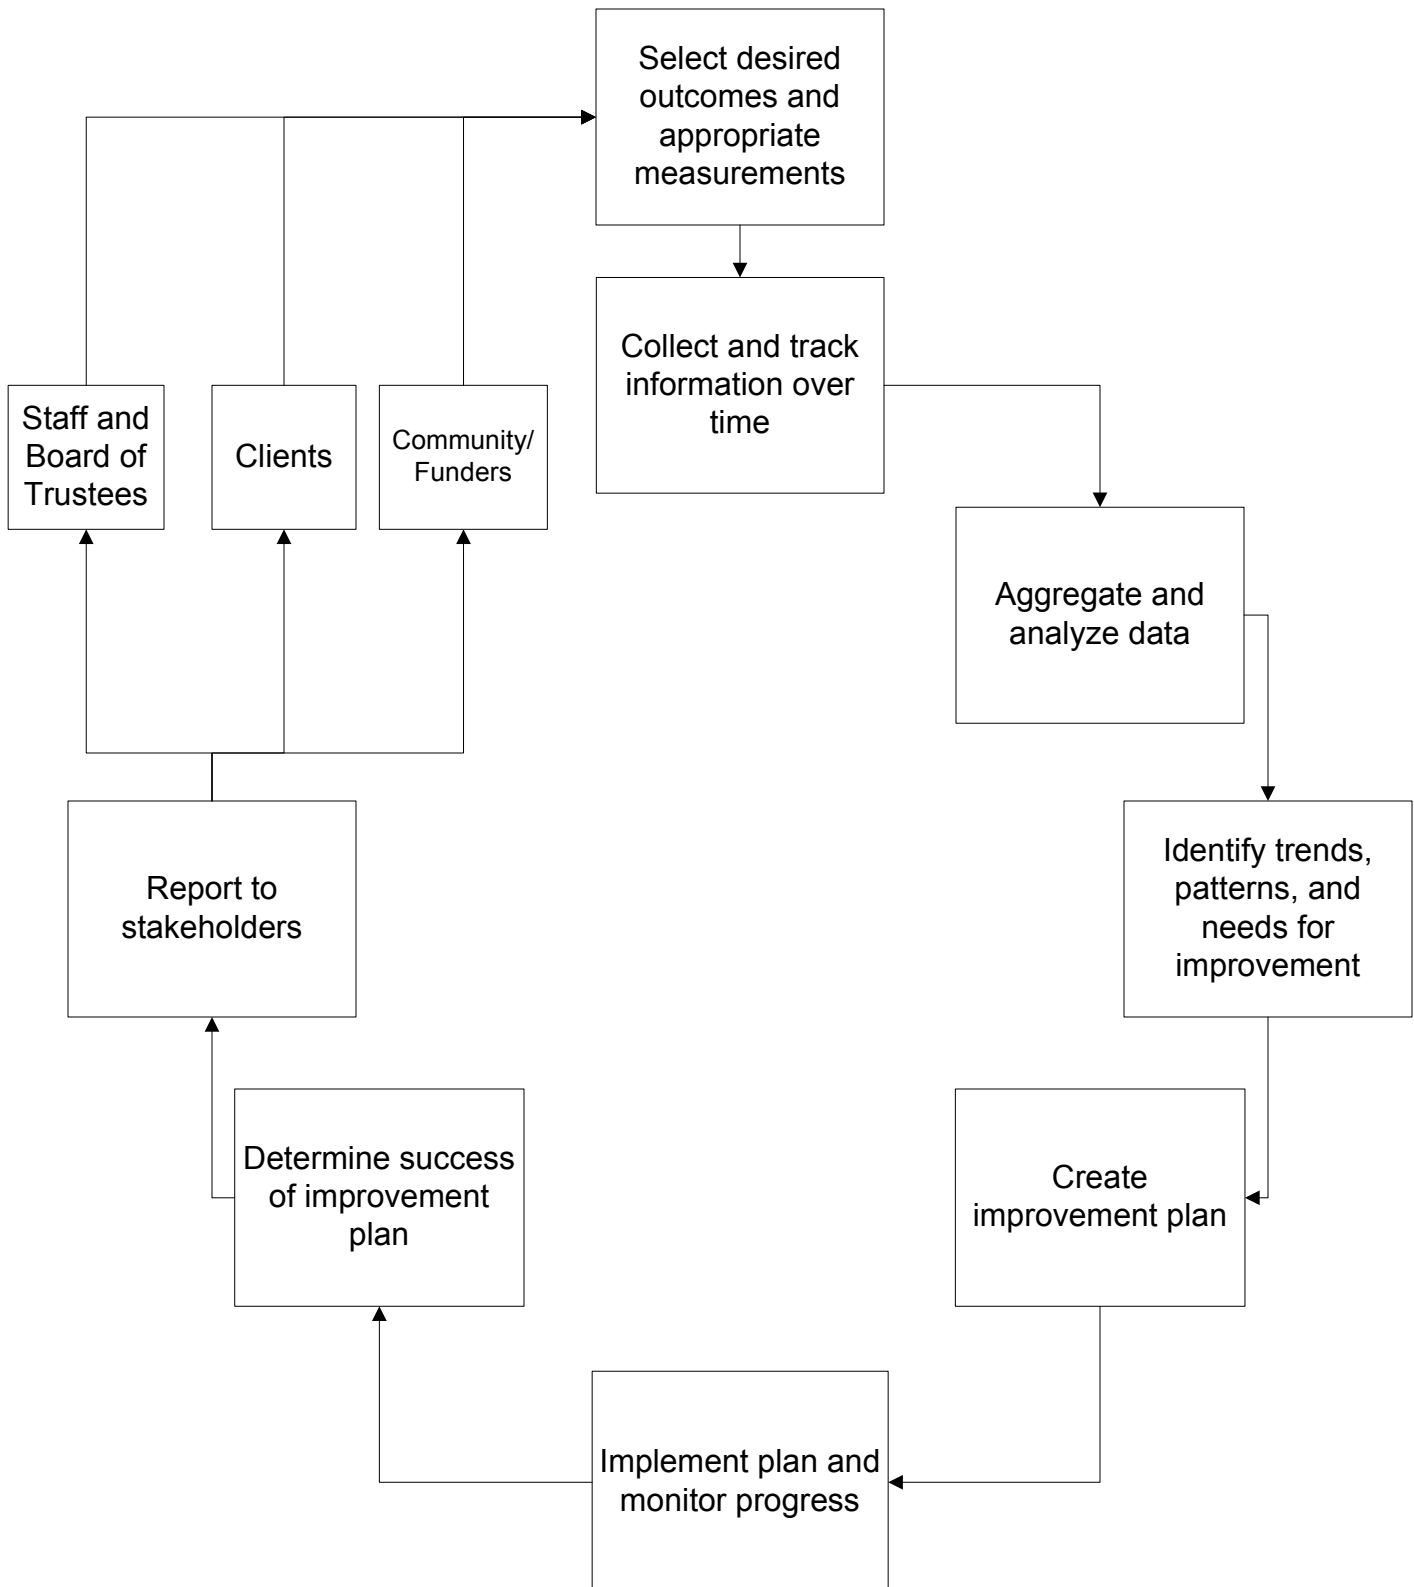 Select desired
outcomes and
appropriate
measurements
Collect and track
information over
time
Staff and
Board of
Trustees
Clients
Community/
Funders
Aggregate and
analyze data
Identify trends,
patterns, and
needs for
improvement
Report to
stakeholders
Determine success
of improvement
plan
Create
improvement plan
Implement plan and
monitor progress